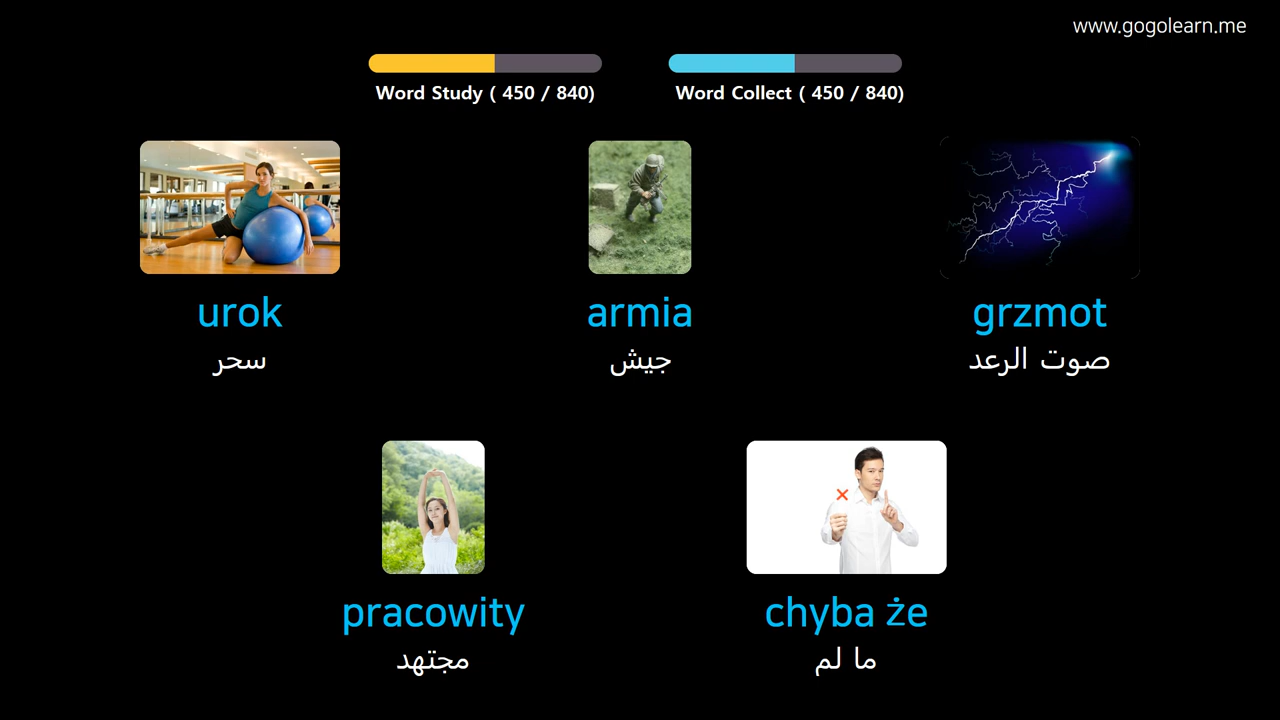 www.gogolearn.me
Word Study ( 450 / 840)
Word Collect ( 450 / 840)
urok
سحر
armia
جيش
grzmot
صوت الرعد
pracowity
مجتهد
chyba że
ما لم